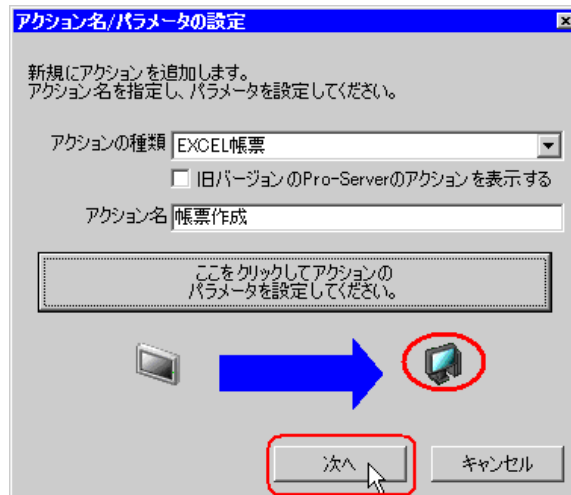 アクション名/パラメータの設定
新規にアクションを追加します。
アクション名を指定し、パラメータを設定してください。
アクションの種類 EXCEL帳票
旧バージョンのPro-Serverのアクションを表示する
アクション名 帳票作成
ここをクリックしてアクションの
パラメータを設定してください。
次へ キャンセル